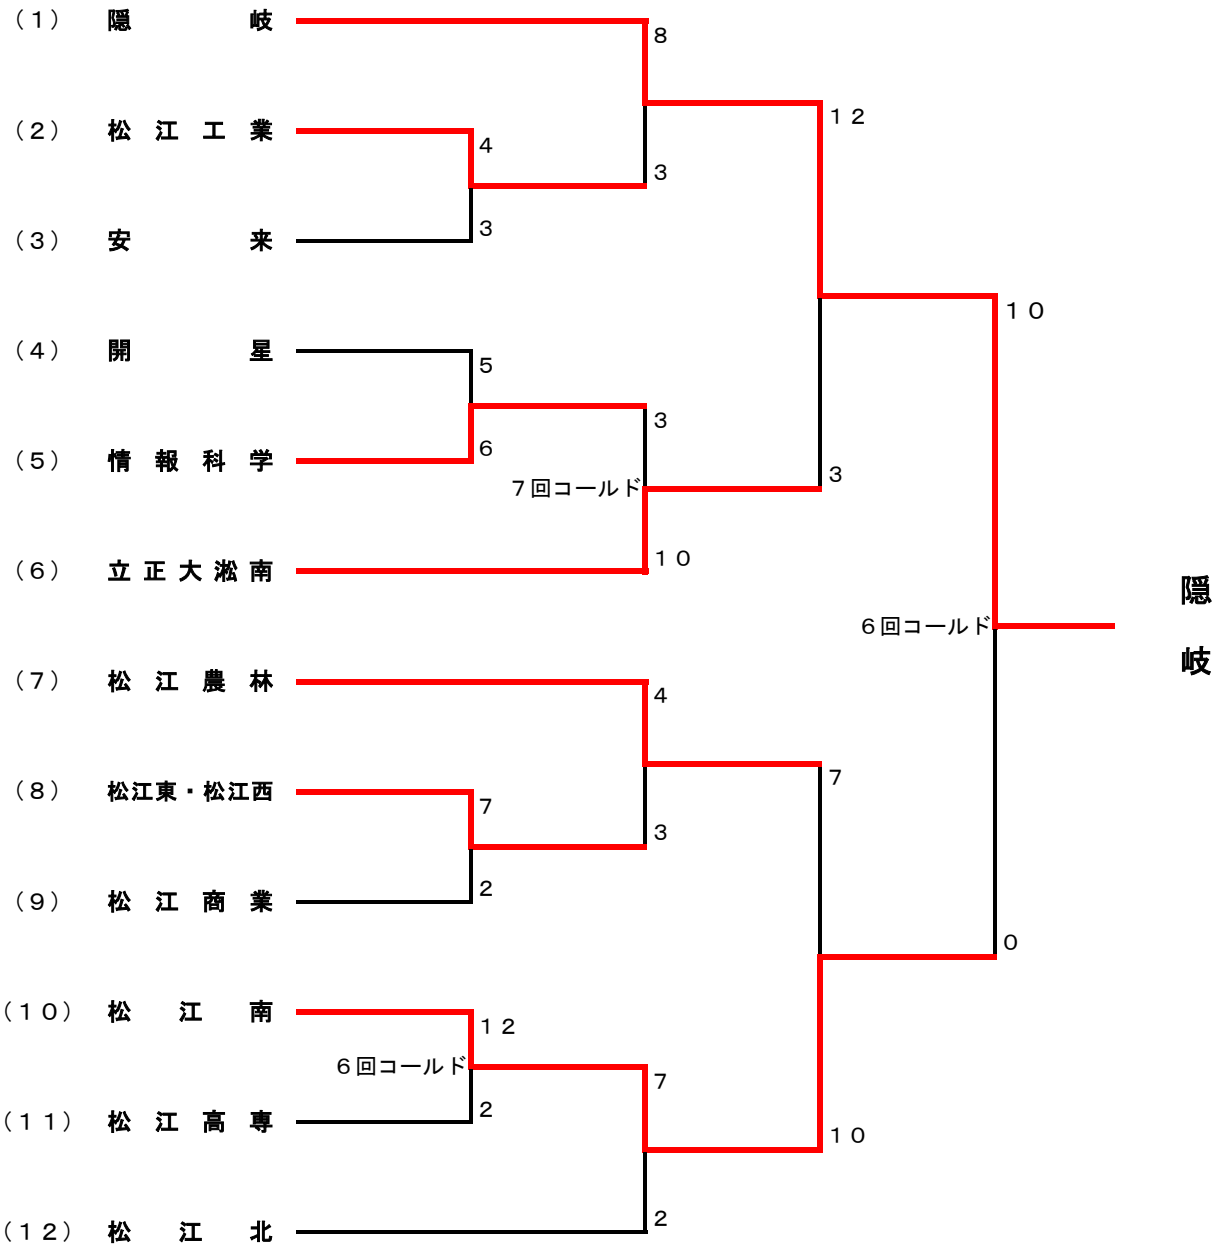 （１） 隠岐
8
12
（２） 松江工業
4
3
（３） 安来
3
10
（４） 開星
5
3
（５） 情報科学
6
3
７回コールド
10
（６） 立正大淞南
隠岐
６回コールド
（７） 松江農林
4
7
（８） 松江東・松江西
7
3
（９） 松江商業
2
0
（１０） 松江南
12
６回コールド
7
（１１） 松江高専
2
10
（１２） 松江北
2